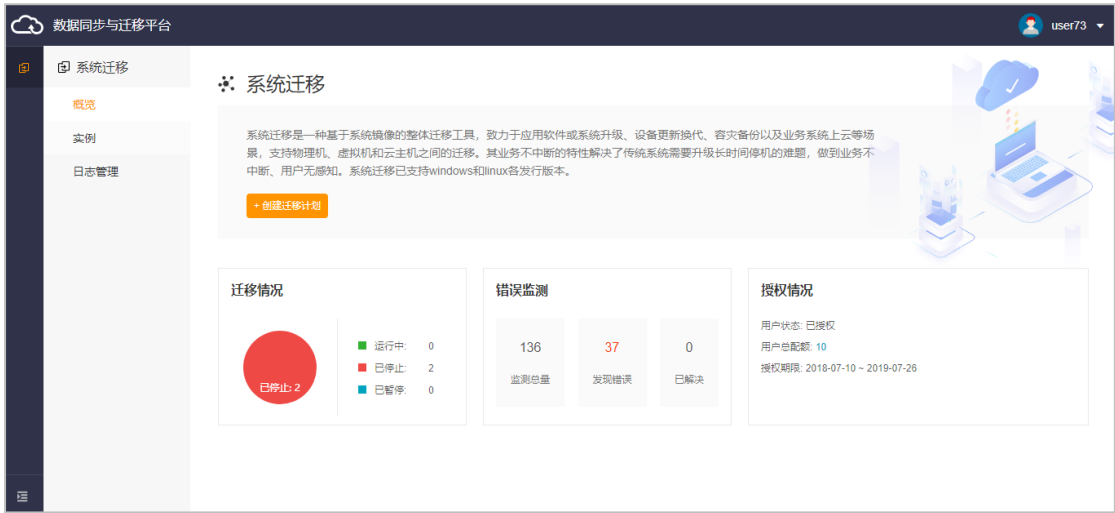 数据同步与迁移平台
user73
系统迁移
概览
实例
日志管理
系统迁移
系统迁移是一种基于系统镜像的整体迁移工具，致力于应用软件或系统升级、设备更新换代、容灾备份以及业务系统上云等场
景，支持物理机、虚拟机和云主机之间的迁移。其业务不中断的特性解决了传统系统需要升级长时间停机的难题，做到业务不
中断、用户无感知。系统迁移已支持windows和linux各发行版本。
+ 创建迁移计划
迁移情况
已停止: 2
运行中: 0
已停止: 2
已暂停: 0
错误监测
136 37 0
监测总量 发现错误 已解决
授权情况
用户状态: 已授权
用户总配额: 10
授权期限: 2018-07-10 ~ 2019-07-26